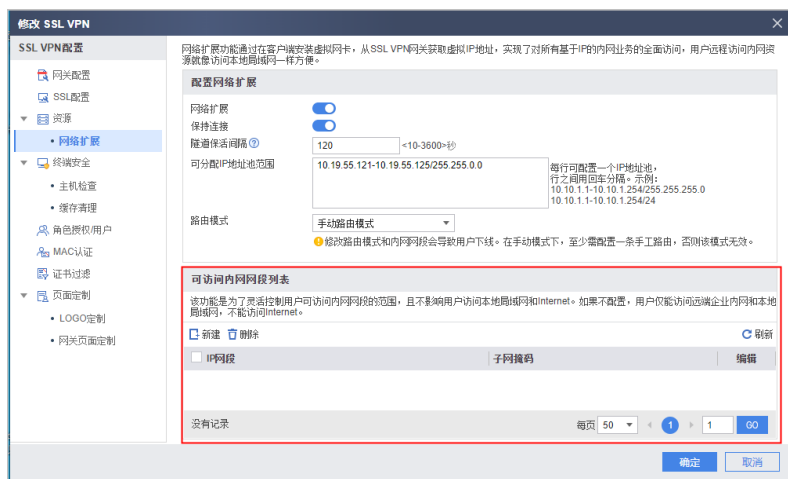 修改 SSL VPN
SSL VPN配置
网关配置
SSL配置
资源
• 网络扩展
终端安全
• 主机检查
• 缓存清理
角色授权/用户
MAC认证
证书过滤
页面定制
• LOGO定制
• 网关页面定制
网络扩展功能通过在客户端安装虚拟网卡，从SSL VPN网关获取虚拟IP地址，实现了对所有基于IP的内网业务的全面访问，用户远程访问内网资
源就像访问本地局域网一样方便。
配置网络扩展
网络扩展
保持连接
隧道保活间隔 ? 120 <10-3600>秒
可分配IP地址池范围 10.19.55.121-10.19.55.125/255.255.0.0
每行可配置一个IP地址池，
行之间用回车分隔。示例:
10.10.1.1-10.10.1.254/255.255.255.0
10.10.1.1-10.10.1.254/24
路由模式 手动路由模式
修改路由模式和内网网段会导致用户下线。在手动模式下，至少需配置一条手工路由，否则该模式无效。
可访问内网网段列表
该功能是为了灵活控制用户可访问内网网段的范围，且不影响用户访问本地局域网和Internet。如果不配置，用户仅能访问远端企业内网和本地
局域网，不能访问Internet。
新建 删除 刷新
IP网段 子网掩码 编辑
没有记录 每页 50 1 1 GO
确定 取消